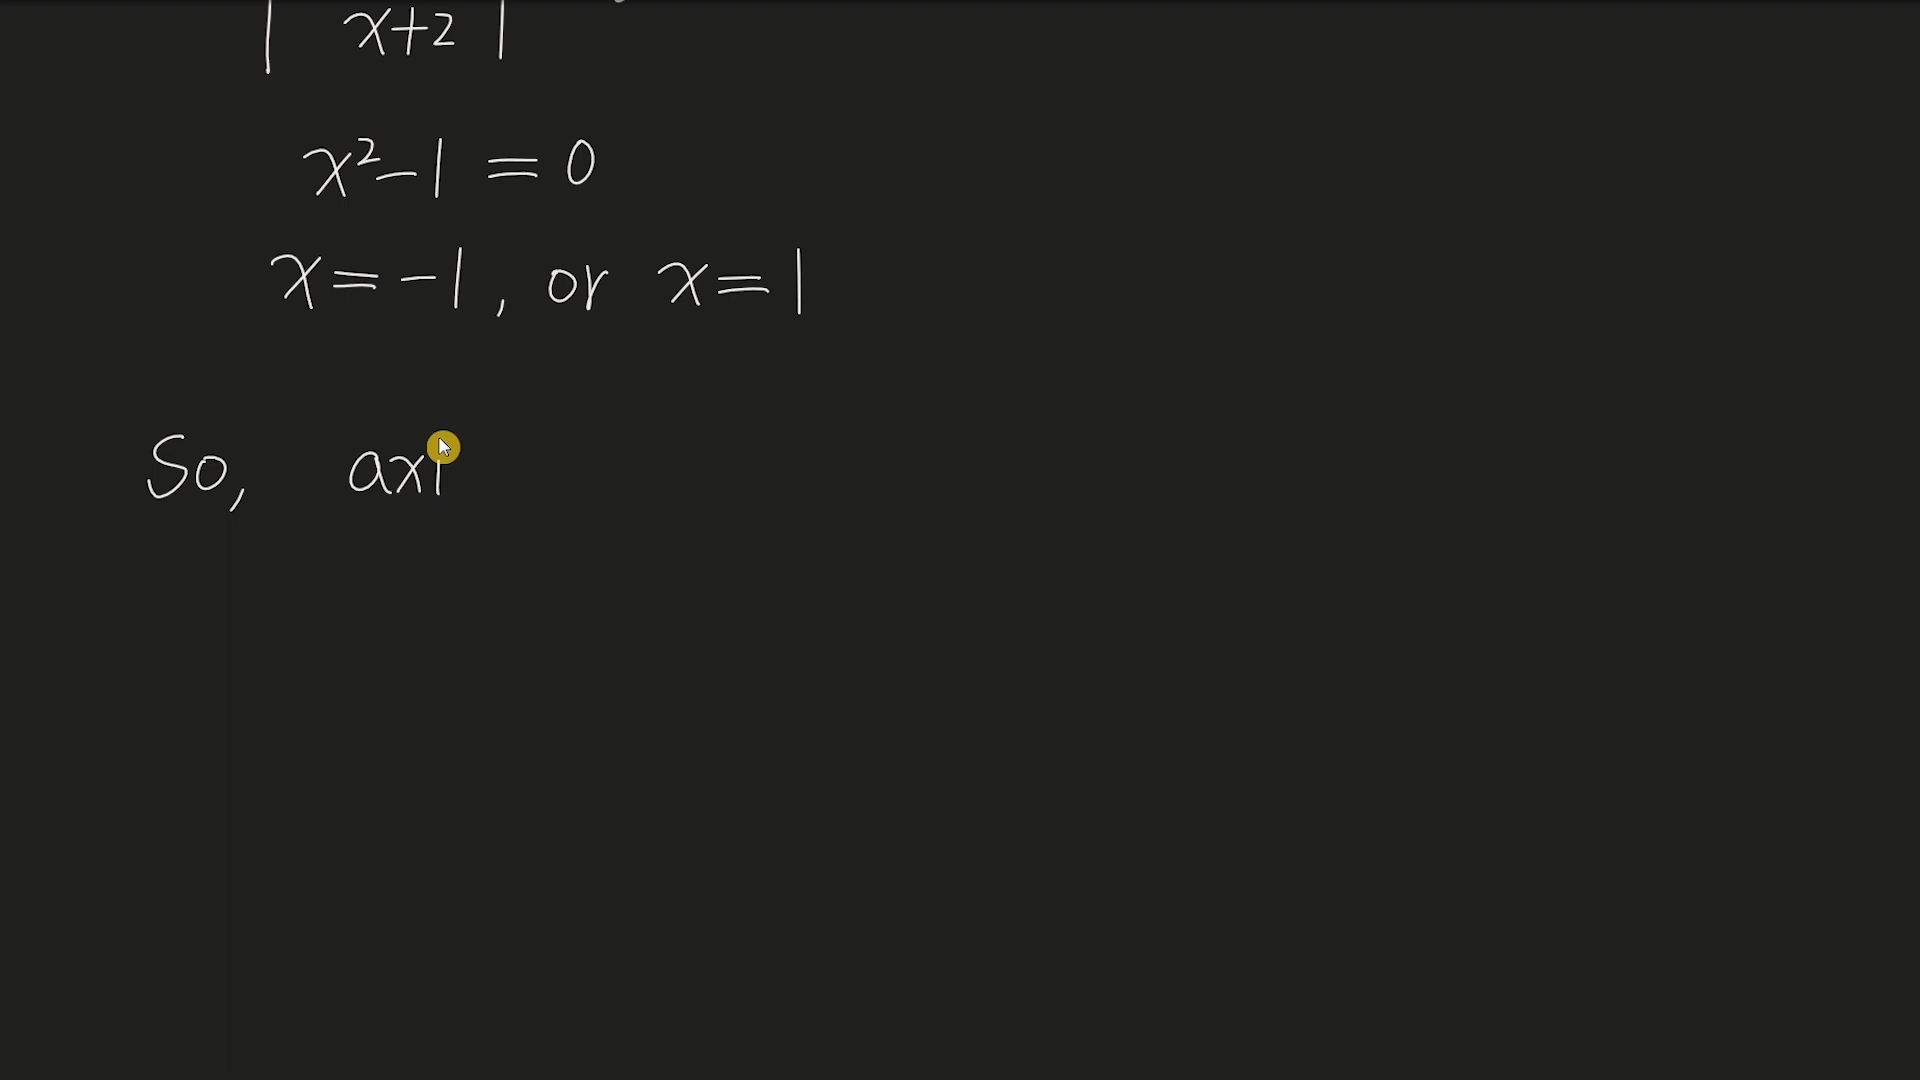 | x+2 |
x²-1 = 0
x = -1, or x = 1
So, axi